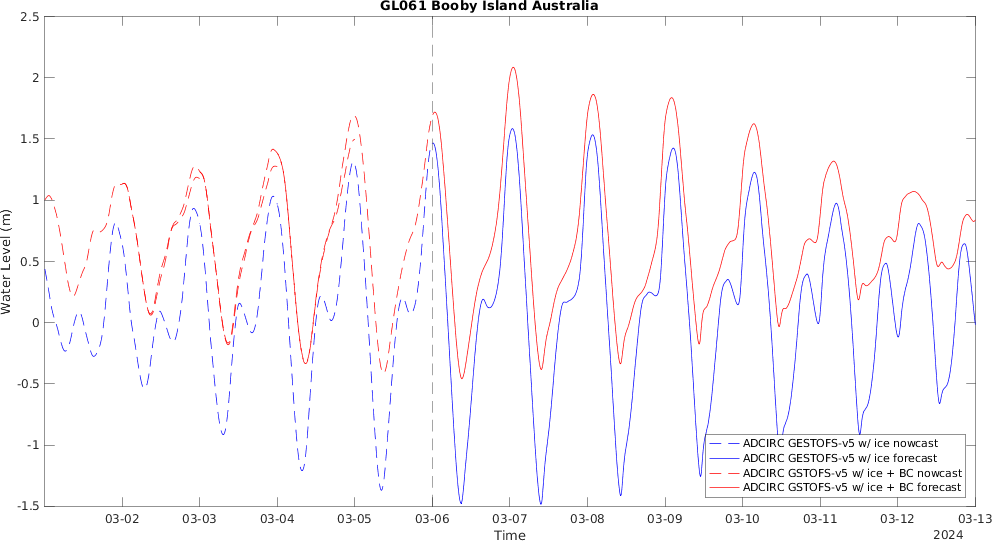 GL061 Booby Island Australia
2.5
2
1.5
1
0.5
0
-0.5
-1
-1.5
Water Level (m)
ADCIRC GESTOFS-v5 w/ ice nowcast
ADCIRC GESTOFS-v5 w/ ice forecast
ADCIRC GSTOFS-v5 w/ ice + BC nowcast
ADCIRC GSTOFS-v5 w/ ice + BC forecast
03-02 03-03 03-04 03-05 03-06 03-07 03-08 03-09 03-10 03-11 03-12 03-13
Time
2024